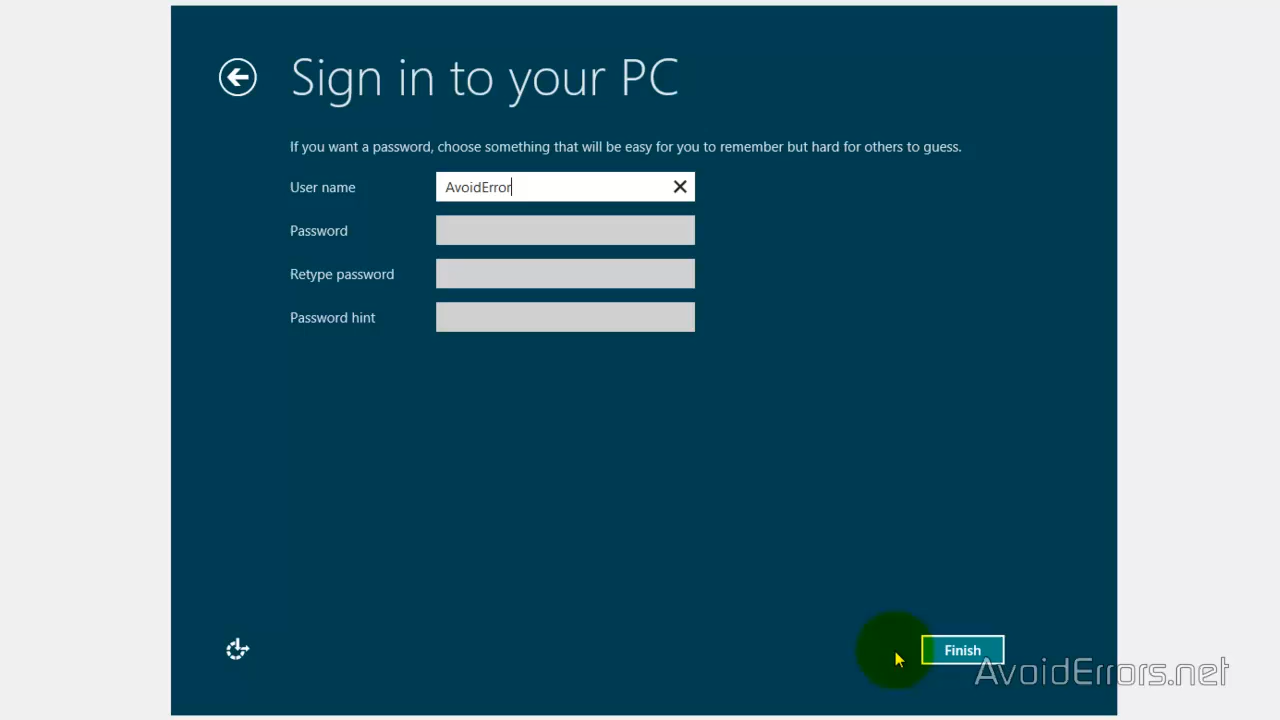 Sign in to your PC
If you want a password, choose something that will be easy for you to remember but hard for others to guess.
User name
AvoidError
Password
Retype password
Password hint
Finish
AvoidErrors.net